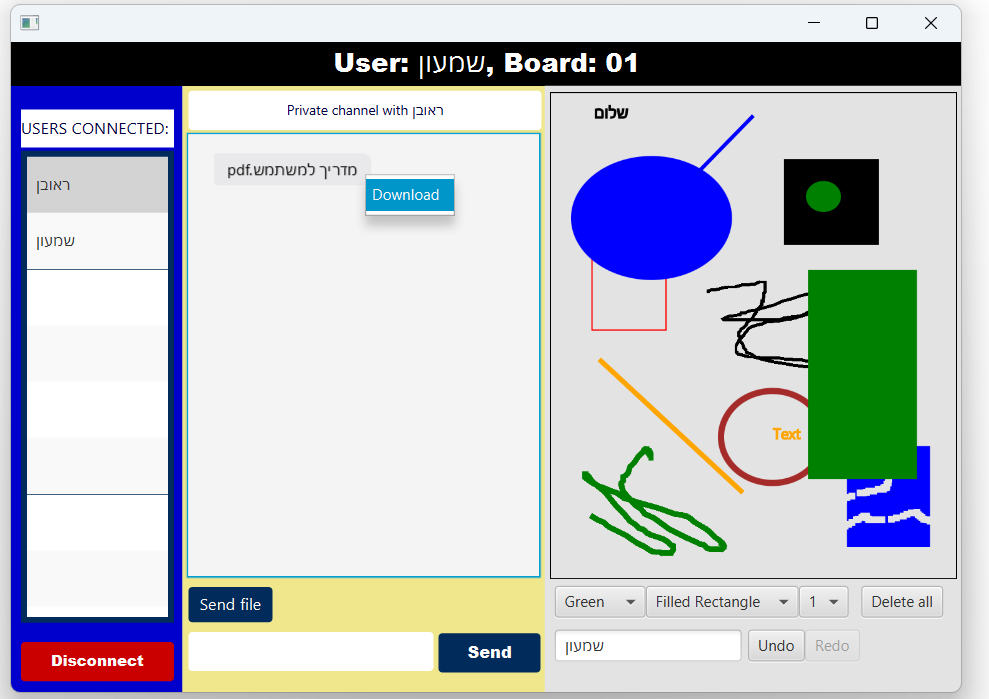 User: שמעון, Board: 01
USERS CONNECTED:
ראובן
שמעון
Disconnect
Private channel with ראובן
מדריך למשתמש.pdf
Download
Send file
Send
שלום
Text
Green
Filled Rectangle
1
Delete all
שמעון
Undo
Redo